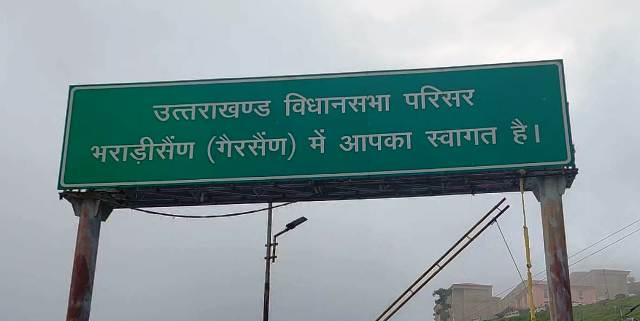 उत्तराखण्ड विधानसभा परिसर
भराड़ीसैंण (गैरसैंण) में आपका स्वागत है।